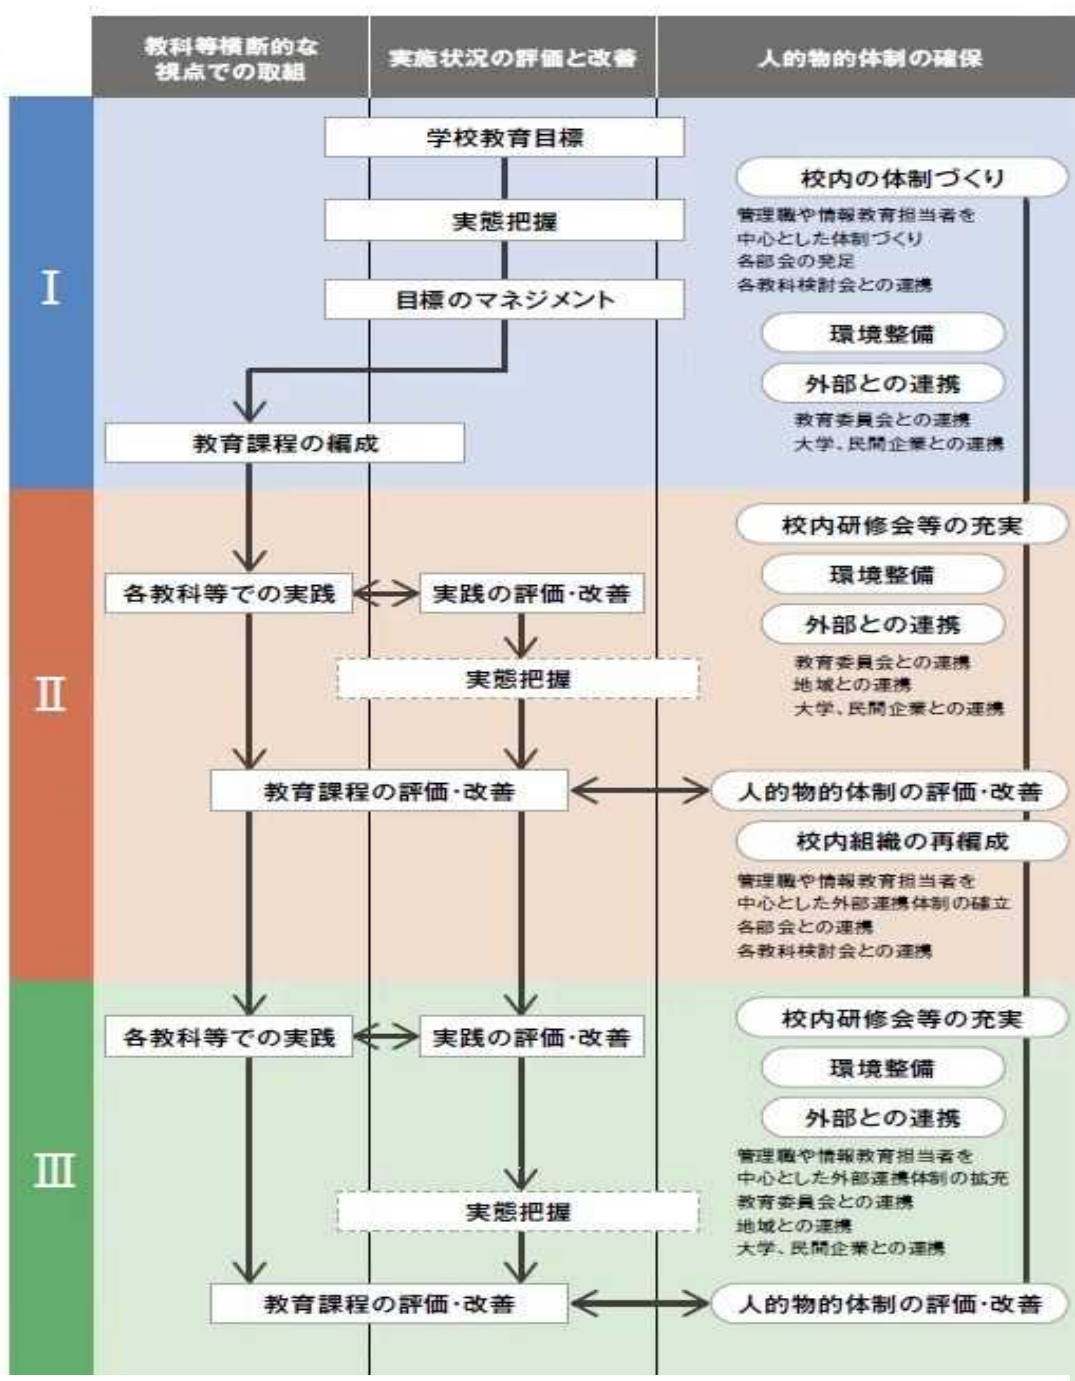 教科等横断的な
視点での取組
実施状況の評価と改善
人的物的体制の確保
Ⅰ
学校教育目標
実態把握
目標のマネジメント
教育課程の編成
校内の体制づくり
管理職や情報教育担当者を
中心とした体制づくり
各部会の発足
各教科検討会との連携
環境整備
外部との連携
教育委員会との連携
大学、民間企業との連携
Ⅱ
各教科等での実践
実践の評価・改善
実態把握
教育課程の評価・改善
校内研修会等の充実
環境整備
外部との連携
教育委員会との連携
地域との連携
大学、民間企業との連携
人的物的体制の評価・改善
校内組織の再編成
管理職や情報教育担当者を
中心とした外部連携体制の確立
各部会との連携
各教科検討会との連携
Ⅲ
各教科等での実践
実践の評価・改善
実態把握
教育課程の評価・改善
校内研修会等の充実
環境整備
外部との連携
管理職や情報教育担当者を
中心とした外部連携体制の拡充
教育委員会との連携
地域との連携
大学、民間企業との連携
人的物的体制の評価・改善